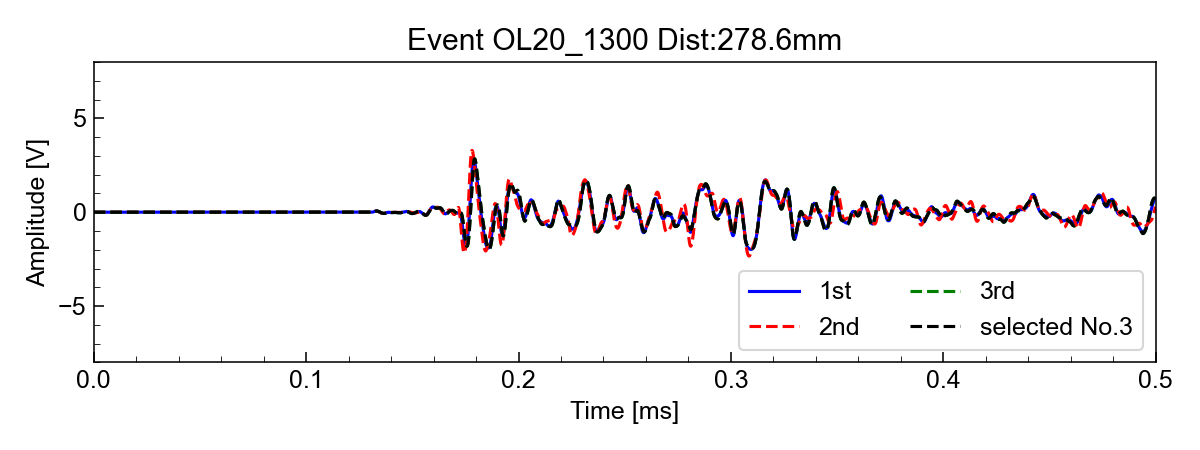 Event OL20_1300 Dist:278.6mm
Amplitude [V]
5
0
−5
1st
2nd
3rd
selected No.3
0.0 0.1 0.2 0.3 0.4 0.5
Time [ms]